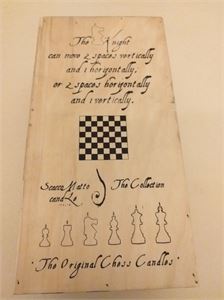 The Knight
can move 2 spaces vertically
and 1 horizontally,
or 2 spaces horizontally
and 1 vertically.
Scacco Matto
candLe
The Collection
"The Original Chess Candles"